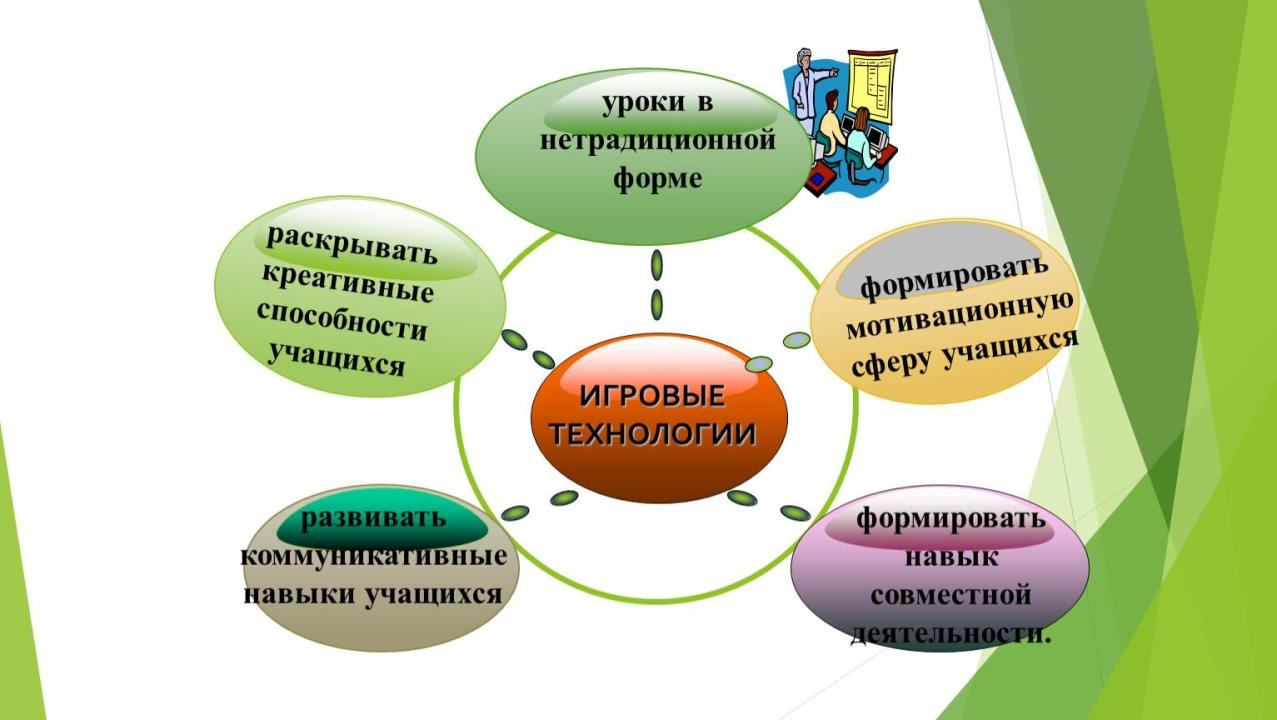 уроки в
нетрадиционной
форме
раскрывать
креативные
способности
учащихся
формировать
мотивационную
сферу учащихся
ИГРОВЫЕ
ТЕХНОЛОГИИ
развивать
коммуникативные
навыки учащихся
формировать
навык
совместной
деятельности.